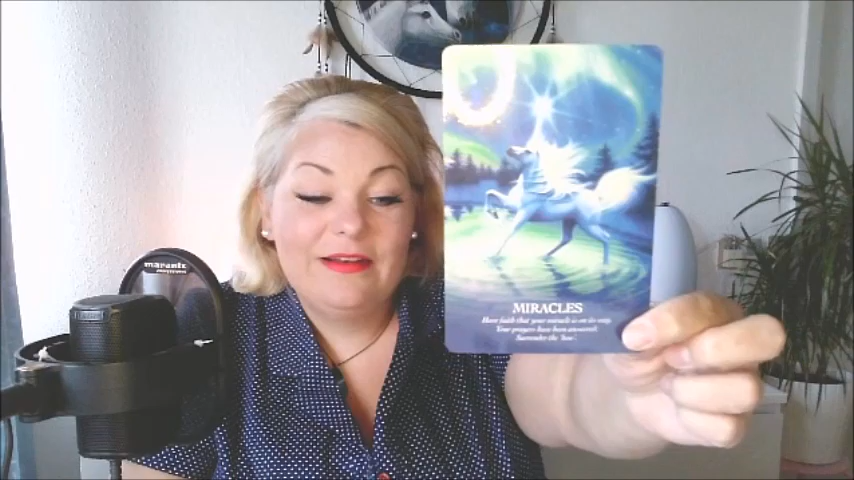 marantz
MIRACLES
Have faith that your miracle is on its way.
Your prayers have been answered.
Surrender the 'how'.